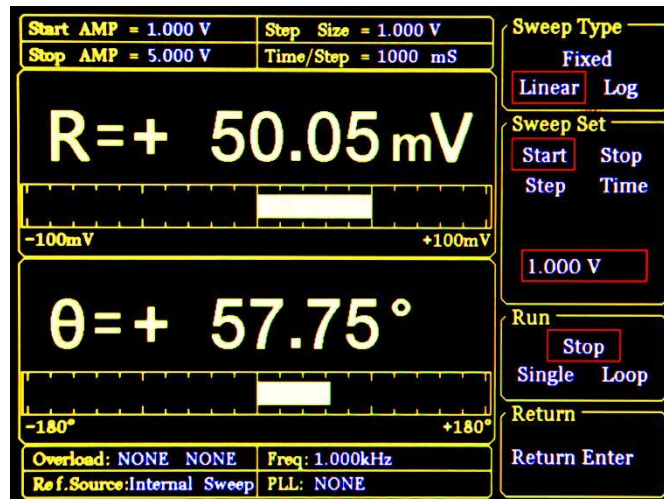 Start AMP = 1.000 V
Step Size = 1.000 V
Stop AMP = 5.000 V
Time/Step = 1000 mS
R=+ 50.05 mV
-100mV +100mV
θ=+ 57.75 °
-180° +180°
Overload: NONE NONE
Freq: 1.000kHz
Ref.Source:Internal Sweep
PLL: NONE
Sweep Type
Fixed
Linear Log
Sweep Set
Start Stop
Step Time
1.000 V
Run
Stop
Single Loop
Return
Return Enter